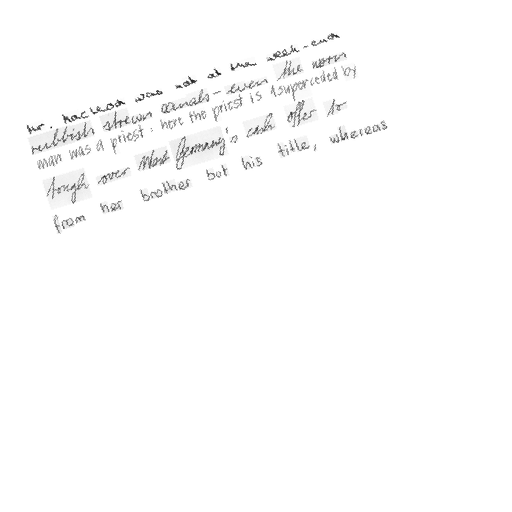 Mr. Macleod was not at the week-end
rubbish strewn canals - even the worn
man was a priest : here the priest is superceded by
tough over Miss Jemming's cash offer to
from her brother but his title, whereas